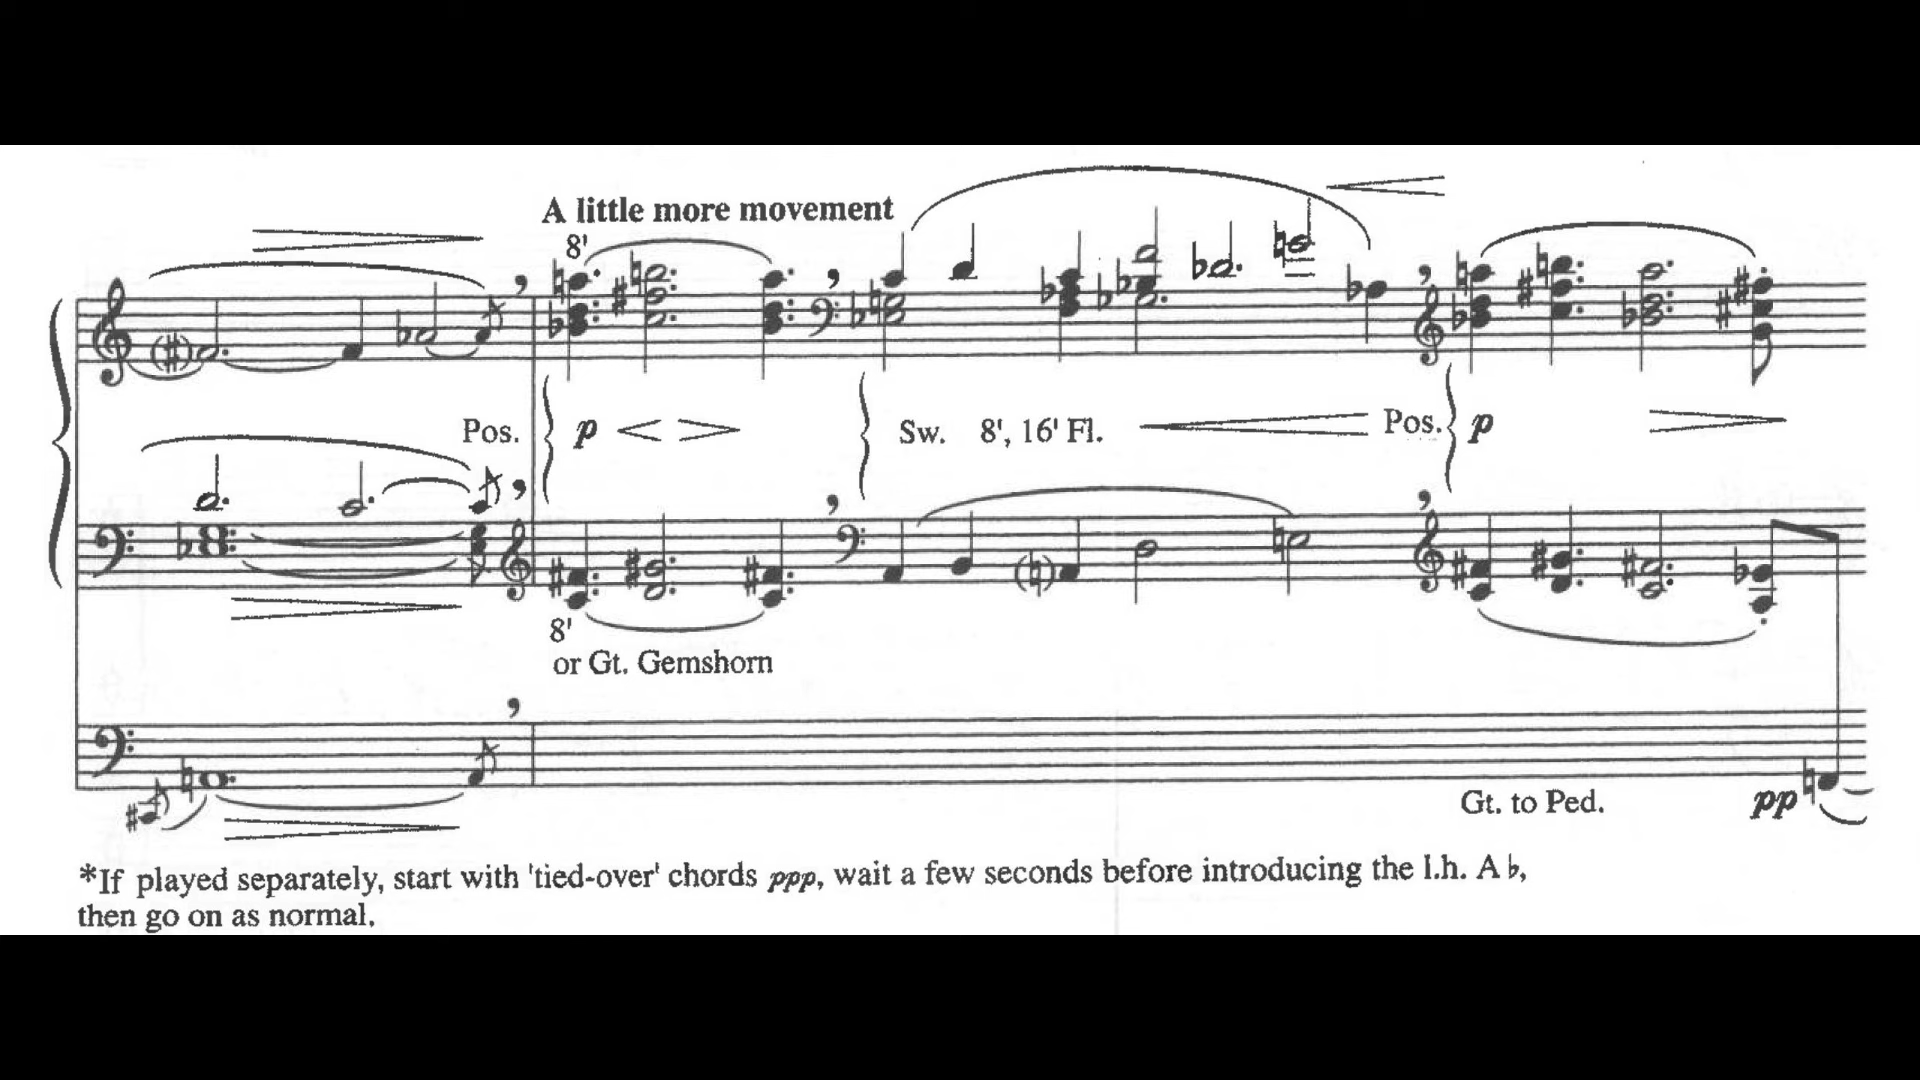 A little more movement
8'
Pos. p Sw. 8', 16' Fl. Pos. p
8'
or Gt. Gemshorn
Gt. to Ped. pp
*If played separately, start with 'tied-over' chords ppp, wait a few seconds before introducing the l.h. A♭,
then go on as normal.